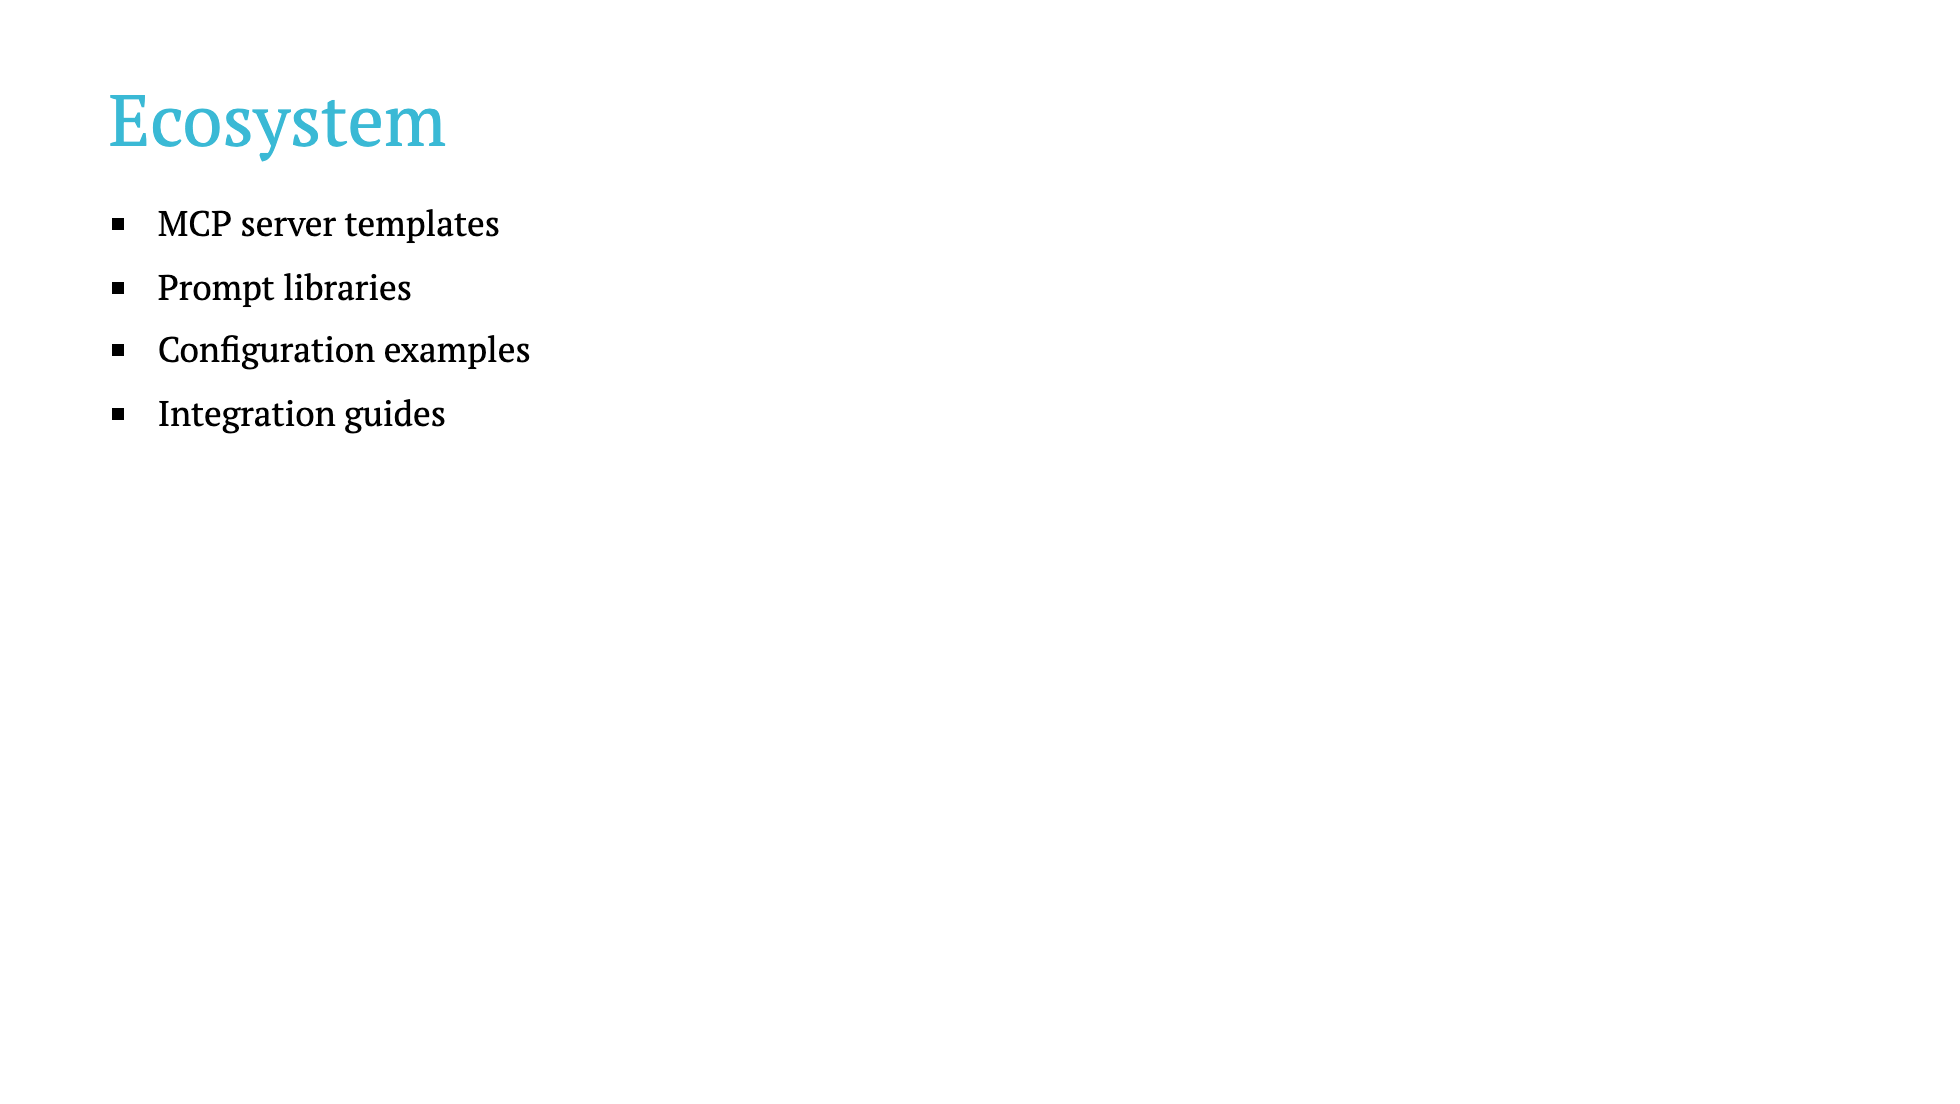 Ecosystem
▪ MCP server templates
▪ Prompt libraries
▪ Configuration examples
▪ Integration guides